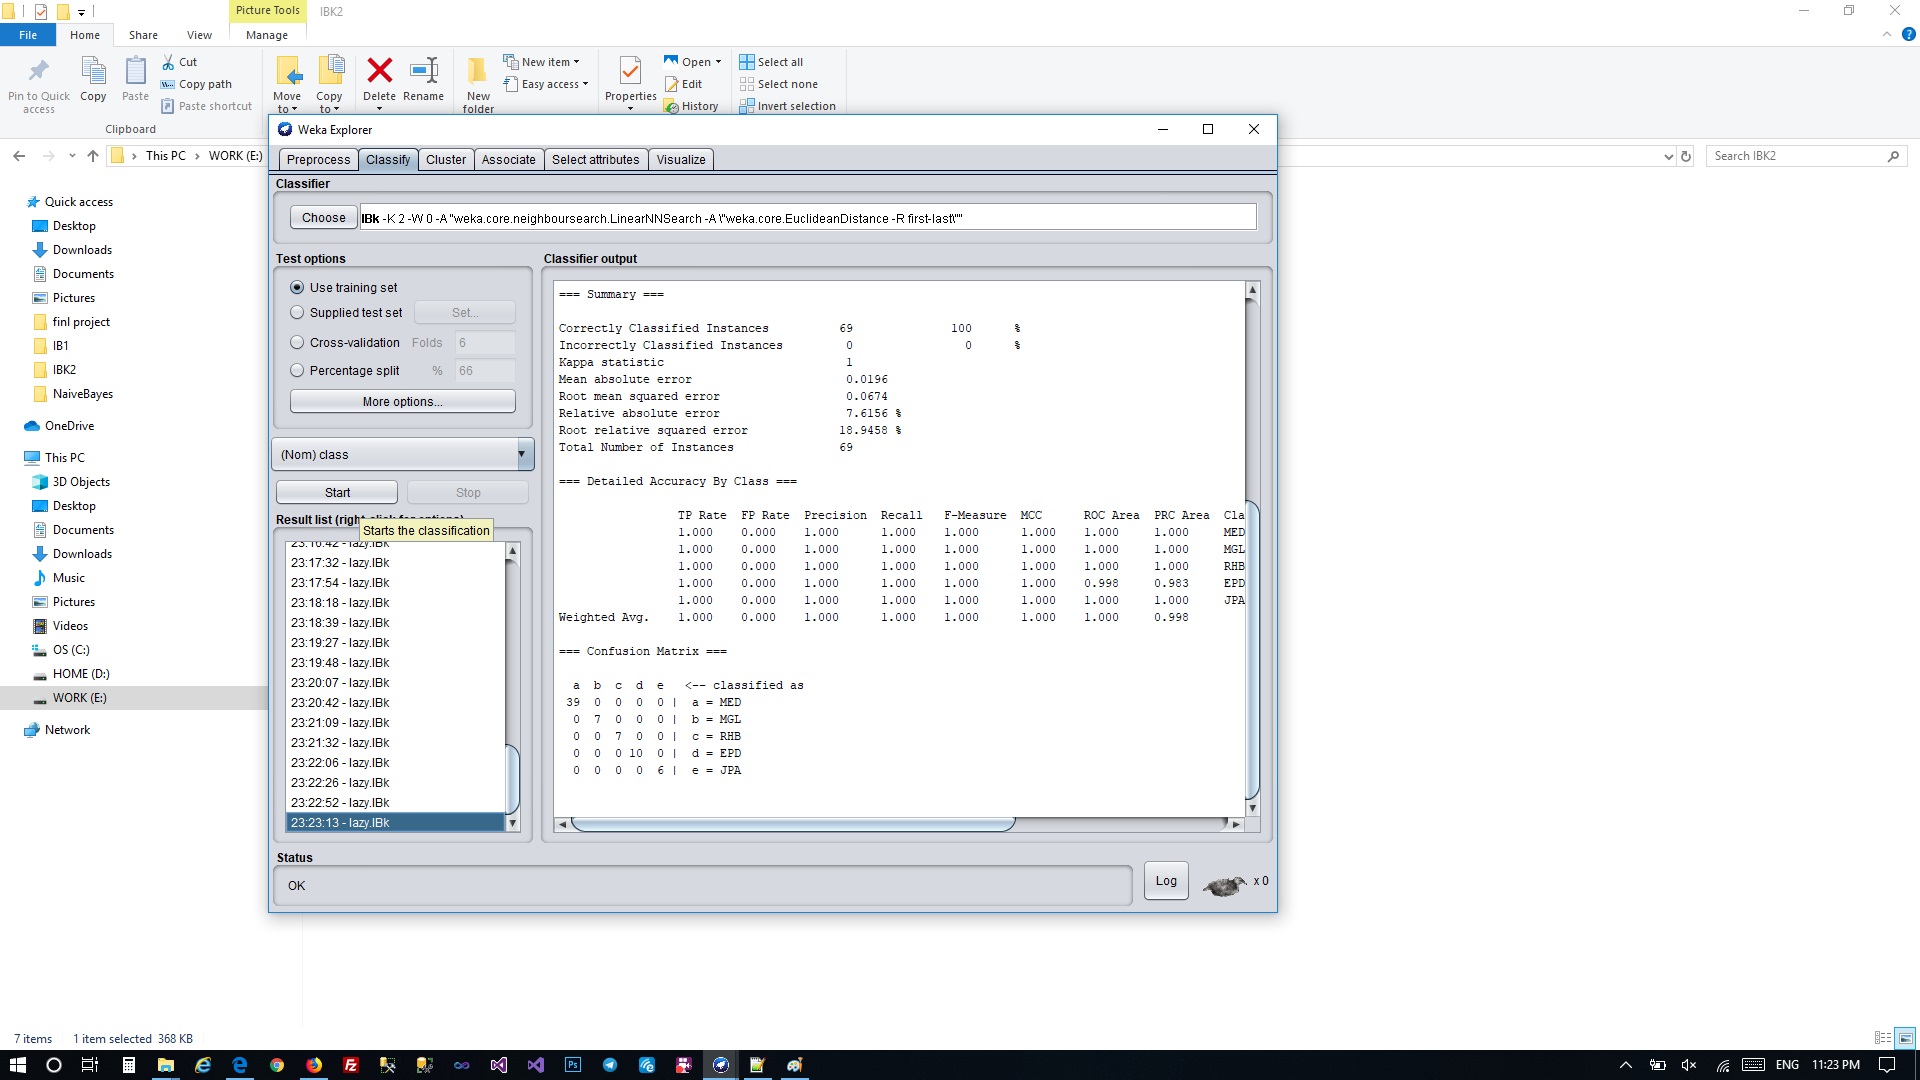 Picture Tools
IBK2
File
Home
Share
View
Manage
Pin to Quick access
Copy
Paste
Cut
Copy path
Paste shortcut
Move to
Copy to
Delete
Rename
New folder
New item
Easy access
Properties
Open
Edit
History
Select all
Select none
Invert selection
Clipboard
This PC
WORK (E:)
Search IBK2
Quick access
Desktop
Downloads
Documents
Pictures
finl project
IB1
IBK2
NaiveBayes
OneDrive
This PC
3D Objects
Desktop
Documents
Downloads
Music
Pictures
Videos
OS (C:)
HOME (D:)
WORK (E:)
Network
Weka Explorer
Preprocess
Classify
Cluster
Associate
Select attributes
Visualize
Classifier
Choose
IBk -K 2 -W 0 -A "weka.core.neighboursearch.LinearNNSearch -A \"weka.core.EuclideanDistance -R first-last\""
Test options
Use training set
Supplied test set
Set...
Cross-validation Folds 6
Percentage split % 66
More options...
(Nom) class
Start
Stop
Result list (right-click for options)
Starts the classification
23:16:42 - lazy.IBk
23:17:32 - lazy.IBk
23:17:54 - lazy.IBk
23:18:18 - lazy.IBk
23:18:39 - lazy.IBk
23:19:27 - lazy.IBk
23:19:48 - lazy.IBk
23:20:07 - lazy.IBk
23:20:42 - lazy.IBk
23:21:09 - lazy.IBk
23:21:32 - lazy.IBk
23:22:06 - lazy.IBk
23:22:26 - lazy.IBk
23:22:52 - lazy.IBk
23:23:13 - lazy.IBk
Classifier output
=== Summary ===
Correctly Classified Instances 69 100 %
Incorrectly Classified Instances 0 0 %
Kappa statistic 1
Mean absolute error 0.0196
Root mean squared error 0.0674
Relative absolute error 7.6156 %
Root relative squared error 18.9458 %
Total Number of Instances 69
=== Detailed Accuracy By Class ===
TP Rate FP Rate Precision Recall F-Measure MCC ROC Area PRC Area Cla
1.000 0.000 1.000 1.000 1.000 1.000 1.000 1.000 MED
1.000 0.000 1.000 1.000 1.000 1.000 1.000 1.000 MGL
1.000 0.000 1.000 1.000 1.000 1.000 1.000 1.000 RHB
1.000 0.000 1.000 1.000 1.000 1.000 0.998 0.983 EPD
1.000 0.000 1.000 1.000 1.000 1.000 1.000 1.000 JPA
Weighted Avg. 1.000 0.000 1.000 1.000 1.000 1.000 1.000 0.998
=== Confusion Matrix ===
a b c d e <-- classified as
39 0 0 0 0 | a = MED
0 7 0 0 0 | b = MGL
0 0 7 0 0 | c = RHB
0 0 0 10 0 | d = EPD
0 0 0 0 6 | e = JPA
Status
OK
Log
x 0
7 items
1 item selected 368 KB
ENG
11:23 PM